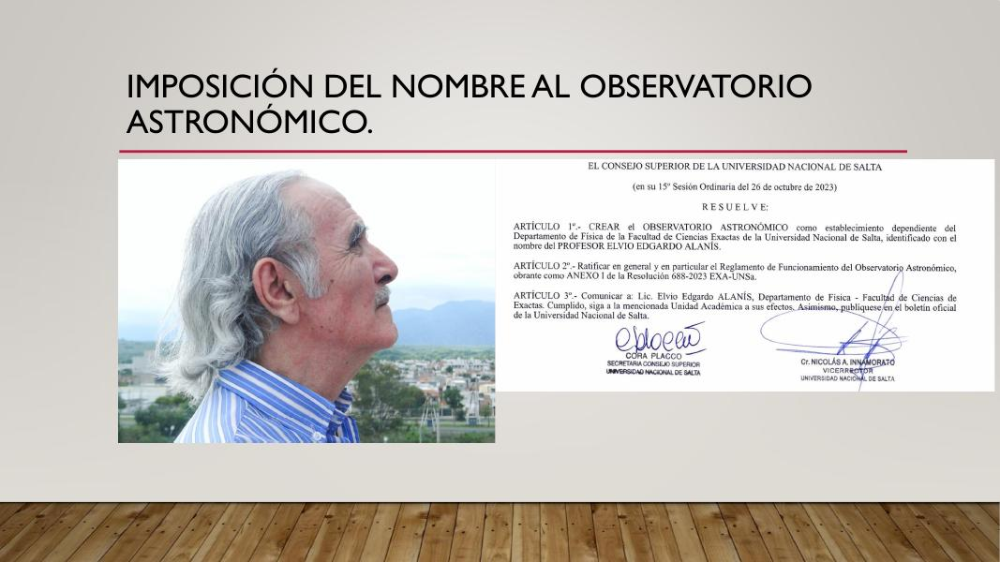 IMPOSICIÓN DEL NOMBRE AL OBSERVATORIO
ASTRONÓMICO.
EL CONSEJO SUPERIOR DE LA UNIVERSIDAD NACIONAL DE SALTA
(en su 15º Sesión Ordinaria del 26 de octubre de 2023)
R E S U E L V E:
ARTÍCULO 1º.- CREAR el OBSERVATORIO ASTRONÓMICO como establecimiento dependiente del
Departamento de Física de la Facultad de Ciencias Exactas de la Universidad Nacional de Salta, identificado con el
nombre del PROFESOR ELVIO EDGARDO ALANÍS.
ARTÍCULO 2º.- Ratificar en general y en particular el Reglamento de Funcionamiento del Observatorio Astronómico,
obrante como ANEXO I de la Resolución 688-2023 EXA-UNSa.
ARTÍCULO 3º.- Comunicar a: Lic. Elvio Edgardo ALANÍS, Departamento de Física - Facultad de Ciencias de
Exactas. Cumplido, siga a la mencionada Unidad Académica a sus efectos. Asimismo, publíquese en el boletín oficial
de la Universidad Nacional de Salta.
CORA PLACCO
SECRETARIA CONSEJO SUPERIOR
UNIVERSIDAD NACIONAL DE SALTA
Cr. NICOLÁS A. INNAMORATO
VICERRECTOR
UNIVERSIDAD NACIONAL DE SALTA